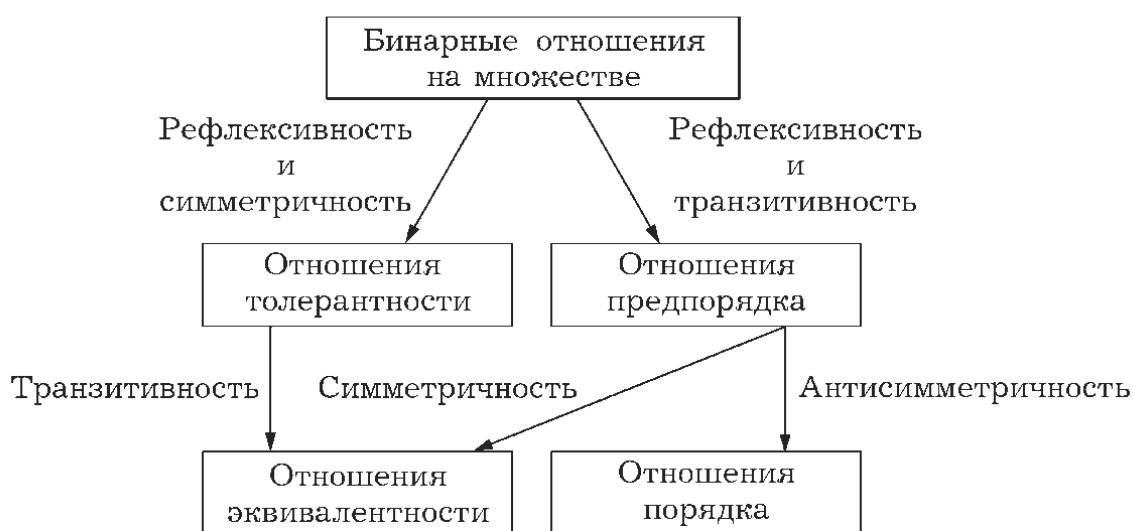 Бинарные отношения
на множестве
Рефлексивность
и
симметричность
Рефлексивность
и
транзитивность
Отношения
толерантности
Отношения
предпорядка
Транзитивность
Симметричность
Антисимметричность
Отношения
эквивалентности
Отношения
порядка